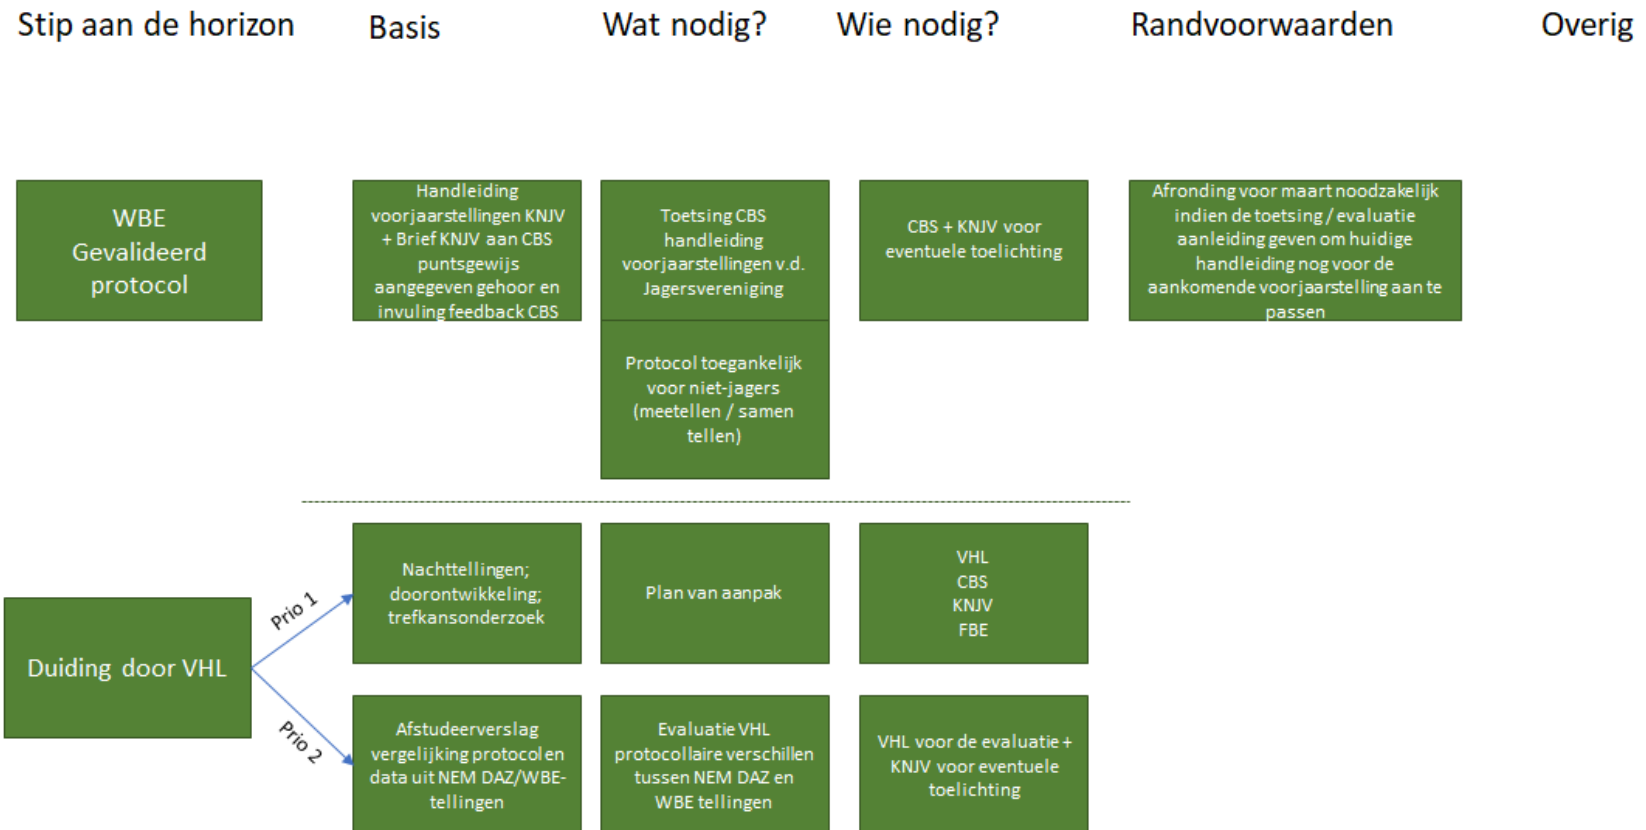 Stip aan de horizon
Basis
Wat nodig?
Wie nodig?
Randvoorwaarden
Overig
WBE
Gevalideerd
protocol
Handleiding
voorjaarstellingen KNJV
+ Brief KNJV aan CBS
puntsgewijs
aangegeven gehoor en
invuling feedback CBS
Toetsing CBS
handleiding
voorjaarstellingen v.d.
Jagersvereniging
CBS + KNJV voor
eventuele toelichting
Afronding voor maart noodzakelijk
indien de toetsing / evaluatie
aanleiding geven om huidige
handleiding nog voor de
aankomende voorjaarstelling aan te
passen
Protocol toegankelijk
voor niet-jagers
(meetellen / samen
tellen)
Duiding door VHL
Prio 1
Nachttellingen;
doorontwikkeling;
trefkansonderzoek
Plan van aanpak
VHL
CBS
KNJV
FBE
Prio 2
Afstudeerverslag
vergelijking protocol en
data uit NEM DAZ/WBE-
tellingen
Evaluatie VHL
protocollaire verschillen
tussen NEM DAZ en
WBE tellingen
VHL voor de evaluatie +
KNJV voor eventuele
toelichting